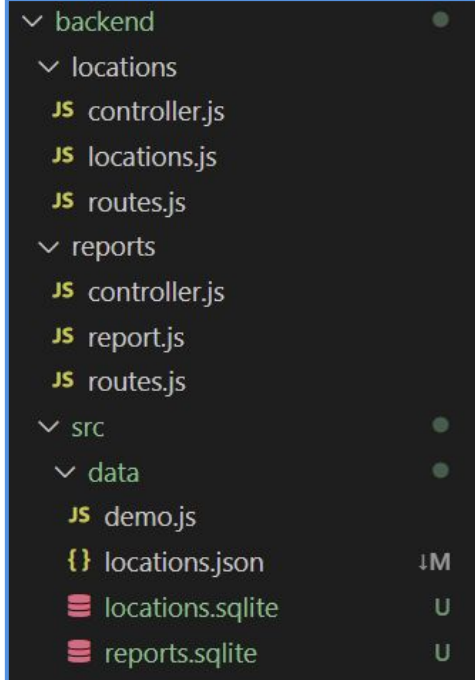 backend
locations
JS controller.js
JS locations.js
JS routes.js
reports
JS controller.js
JS report.js
JS routes.js
src
data
JS demo.js
{} locations.json ↓M
locations.sqlite U
reports.sqlite U